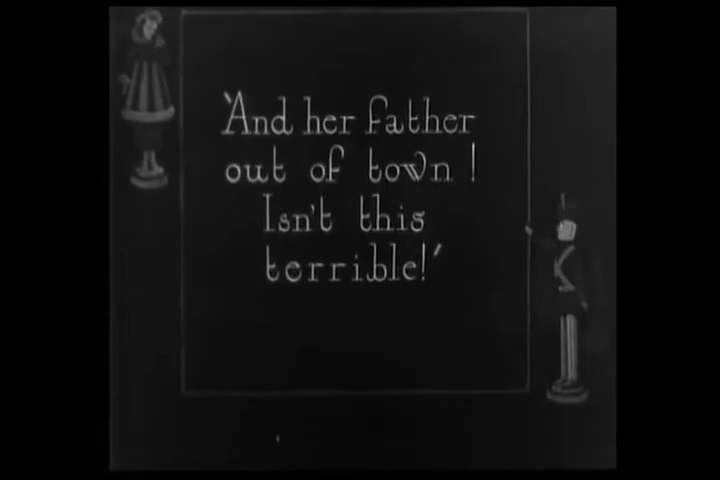 'And her father
out of town !
Isn't this
terrible!'